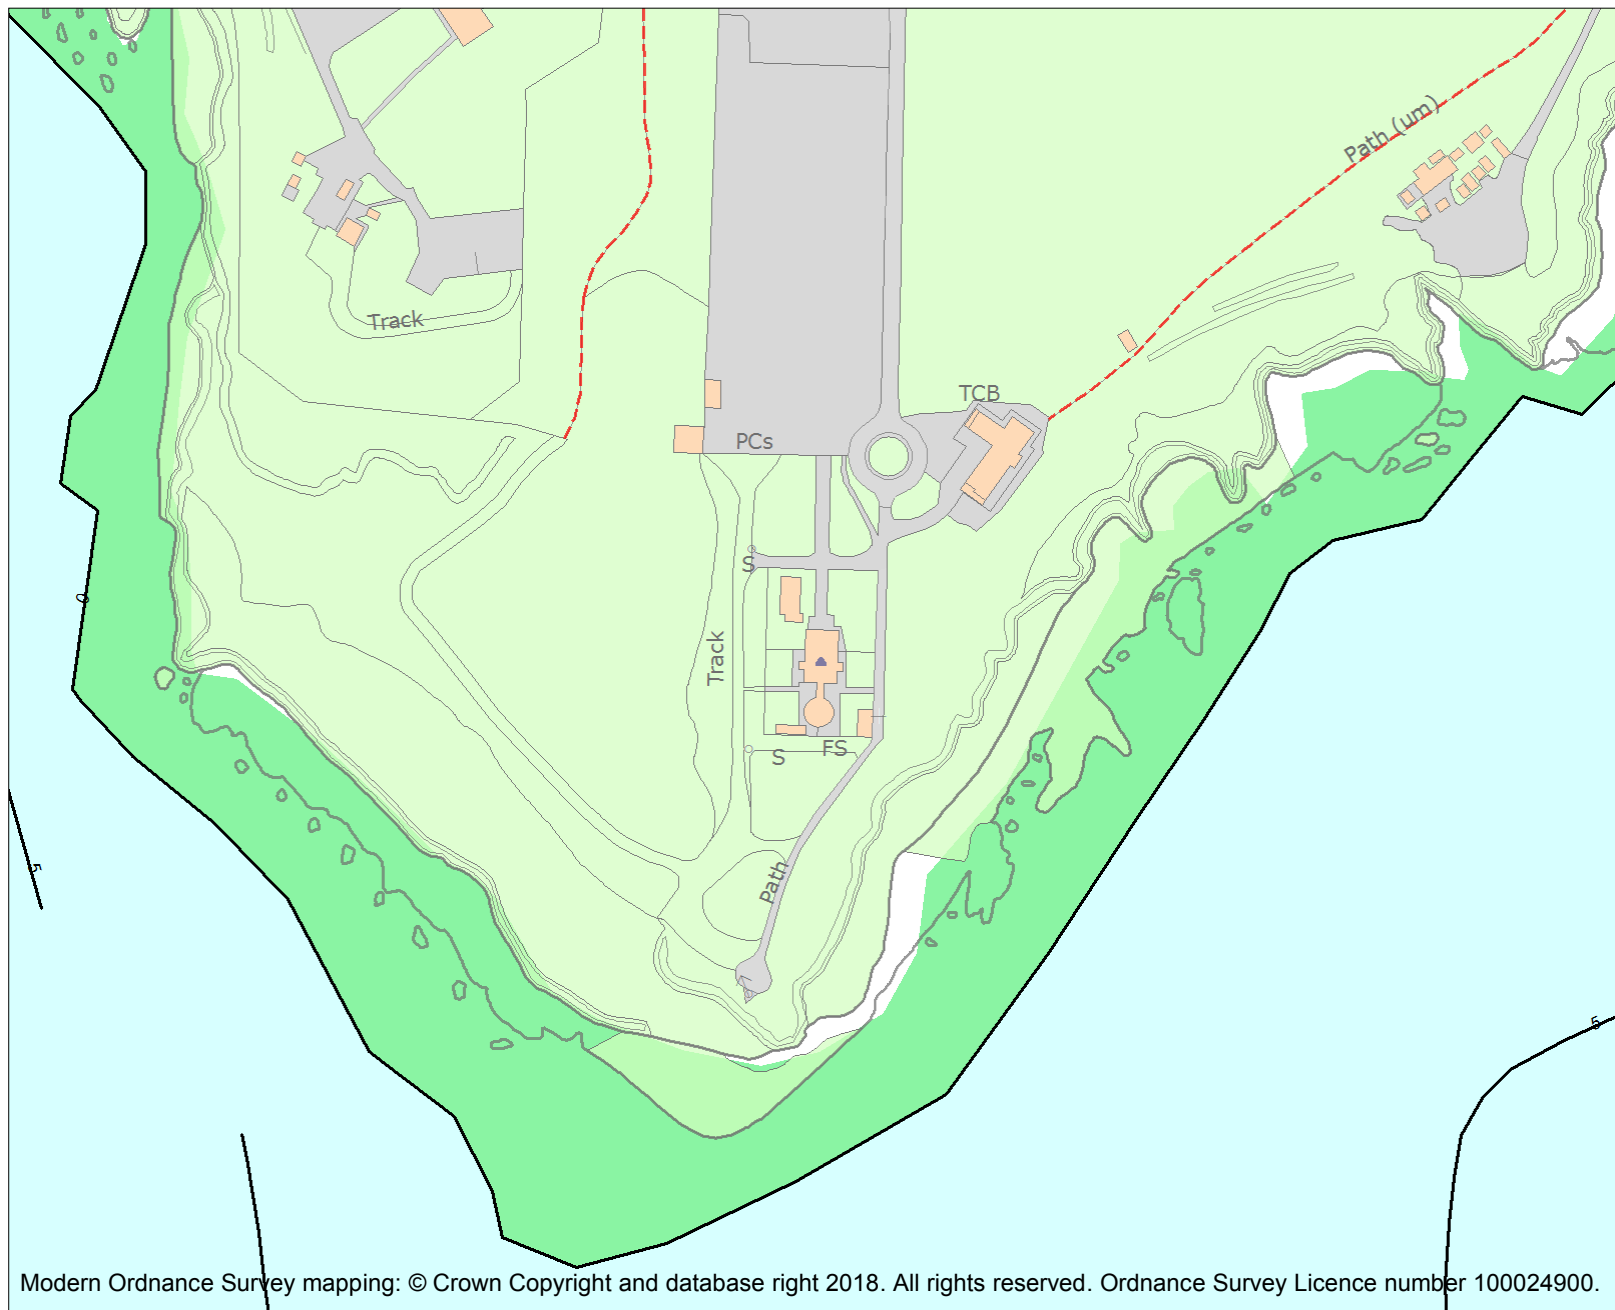 Path (um)
Track
TCB
PCs
S
0
Track
FS
S
5
Path
5
Modern Ordnance Survey mapping: © Crown Copyright and database right 2018. All rights reserved. Ordnance Survey Licence number 100024900.